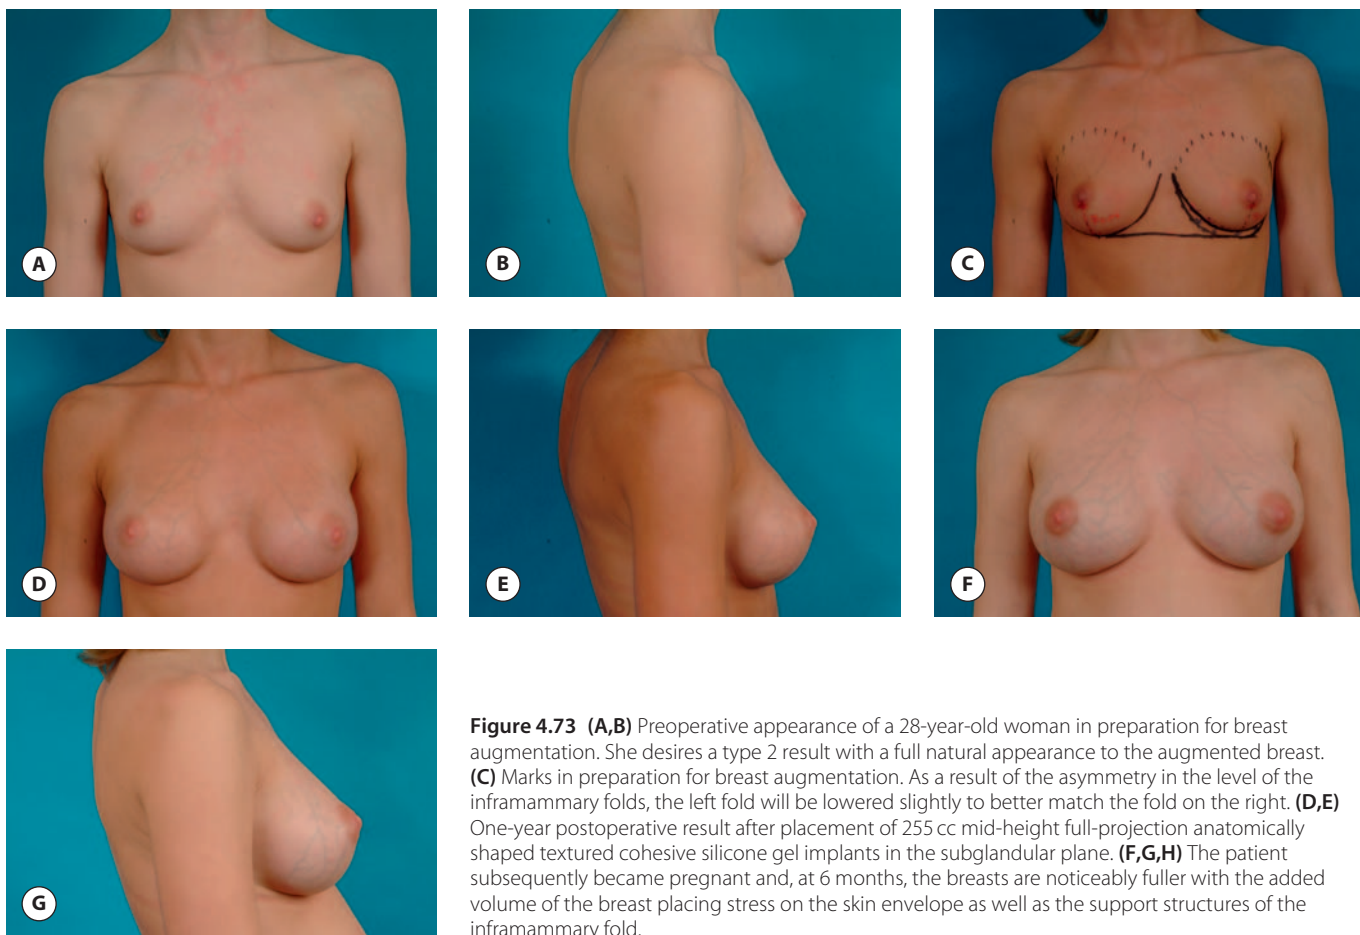 A
B
C
D
E
F
G
Figure 4.73 (A,B) Preoperative appearance of a 28-year-old woman in preparation for breast
augmentation. She desires a type 2 result with a full natural appearance to the augmented breast.
(C) Marks in preparation for breast augmentation. As a result of the asymmetry in the level of the
inframammary folds, the left fold will be lowered slightly to better match the fold on the right. (D,E)
One-year postoperative result after placement of 255 cc mid-height full-projection anatomically
shaped textured cohesive silicone gel implants in the subglandular plane. (F,G,H) The patient
subsequently became pregnant and, at 6 months, the breasts are noticeably fuller with the added
volume of the breast placing stress on the skin envelope as well as the support structures of the
inframammary fold.